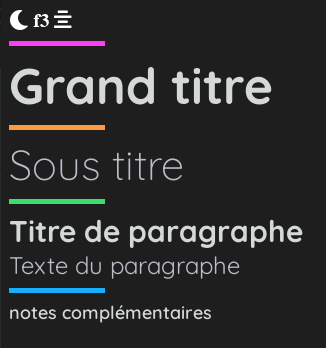 f3
Grand titre
Sous titre
Titre de paragraphe
Texte du paragraphe
notes complémentaires